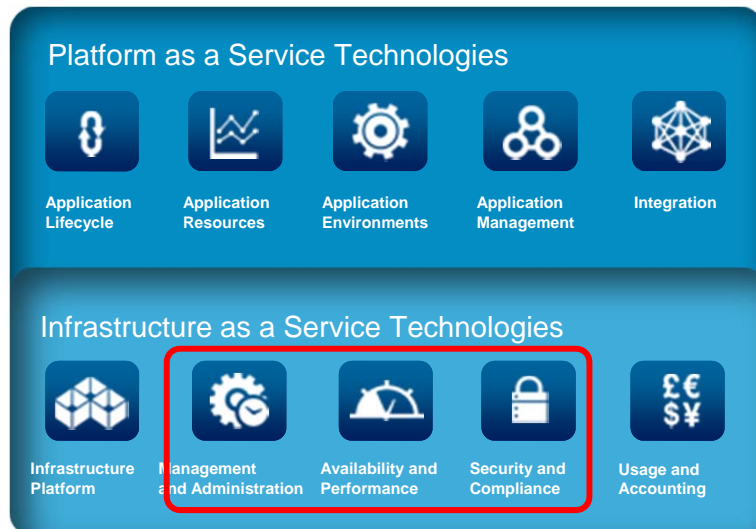 Platform as a Service Technologies
Application
Lifecycle
Application
Resources
Application
Environments
Application
Management
Integration
Infrastructure as a Service Technologies
£€
$¥
Infrastructure
Platform
Management
and Administration
Availability and
Performance
Security and
Compliance
Usage and
Accounting